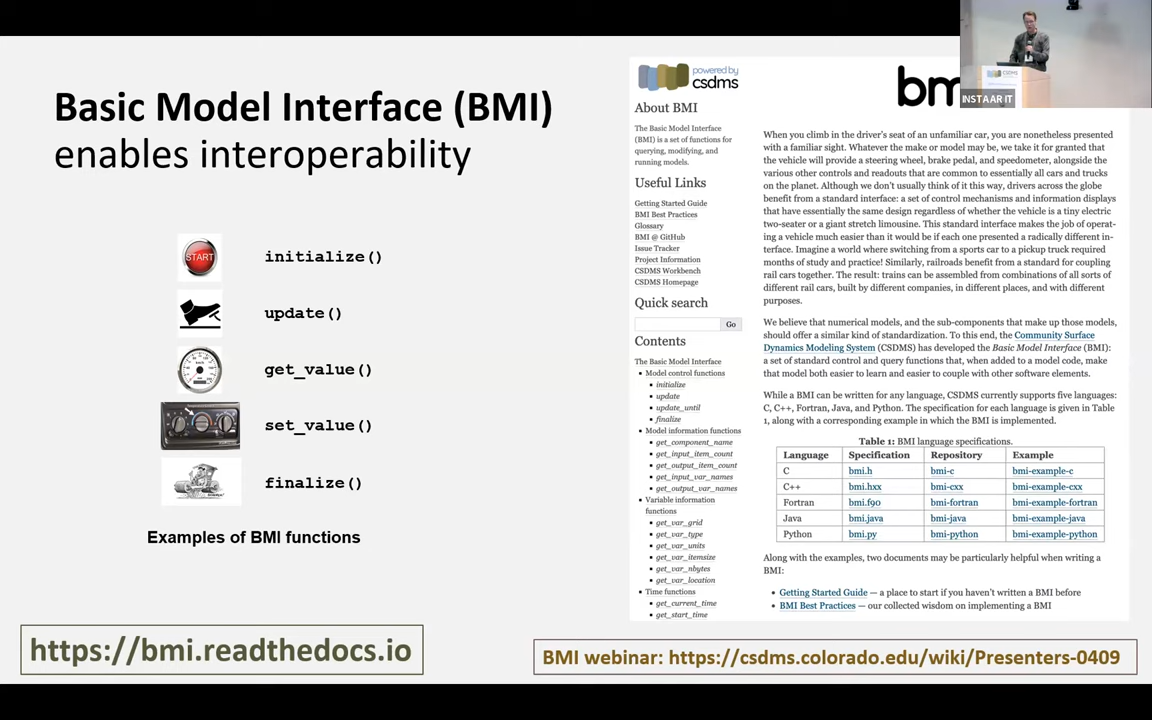 Basic Model Interface (BMI)
enables interoperability
START
initialize()
update()
get_value()
set_value()
finalize()
Examples of BMI functions
https://bmi.readthedocs.io
powered by
csdms
About BMI
The Basic Model Interface
(BMI) is a set of functions for
querying, modifying, and
running models.
Useful Links
Getting Started Guide
BMI Best Practices
Glossary
BMI @ GitHub
Issue Tracker
Project Information
CSDMS Workbench
CSDMS Homepage
Quick search
Go
Contents
The Basic Model Interface
Model control functions
initialize
update
update_until
finalize
Model information functions
get_component_name
get_input_item_count
get_output_item_count
get_input_var_names
get_output_var_names
Variable information
functions
get_var_grid
get_var_type
get_var_units
get_var_itemsize
get_var_nbytes
get_var_location
Time functions
get_current_time
get_start_time
csdms
INSTAAR IT
When you climb in the driver's seat of an unfamiliar car, you are nonetheless presented
with a familiar sight. Whatever the make or model may be, we take it for granted that
the vehicle will provide a steering wheel, brake pedal, and speedometer, alongside the
various other controls and readouts that are common to essentially all cars and trucks
on the planet. Although we don't usually think of it this way, drivers across the globe
benefit from a standard interface: a set of control mechanisms and information displays
that have essentially the same design regardless of whether the vehicle is a tiny electric
two-seater or a giant stretch limousine. This standard interface makes the job of operat-
ing a vehicle much easier than it would be if each one presented a radically different in-
terface. Imagine a world where switching from a sports car to a pickup truck required
months of study and practice! Similarly, railroads benefit from a standard for coupling
rail cars together. The result: trains can be assembled from combinations of all sorts of
different rail cars, built by different companies, in different places, and with different
purposes.
We believe that numerical models, and the sub-components that make up those models,
should offer a similar kind of standardization. To this end, the Community Surface
Dynamics Modeling System (CSDMS) has developed the Basic Model Interface (BMI):
a set of standard control and query functions that, when added to a model code, make
that model both easier to learn and easier to couple with other software elements.
While a BMI can be written for any language, CSDMS currently supports five languages:
C, C++, Fortran, Java, and Python. The specification for each language is given in Table
1, along with a corresponding example in which the BMI is implemented.
Table 1: BMI language specifications.
Language Specification Repository Example
C bmi.h bmi-c bmi-example-c
C++ bmi.hxx bmi-cxx bmi-example-cxx
Fortran bmi.f90 bmi-fortran bmi-example-fortran
Java bmi.java bmi-java bmi-example-java
Python bmi.py bmi-python bmi-example-python
Along with the examples, two documents may be particularly helpful when writing a
BMI:
Getting Started Guide — a place to start if you haven't written a BMI before
BMI Best Practices — our collected wisdom on implementing a BMI
BMI webinar: https://csdms.colorado.edu/wiki/Presenters-0409